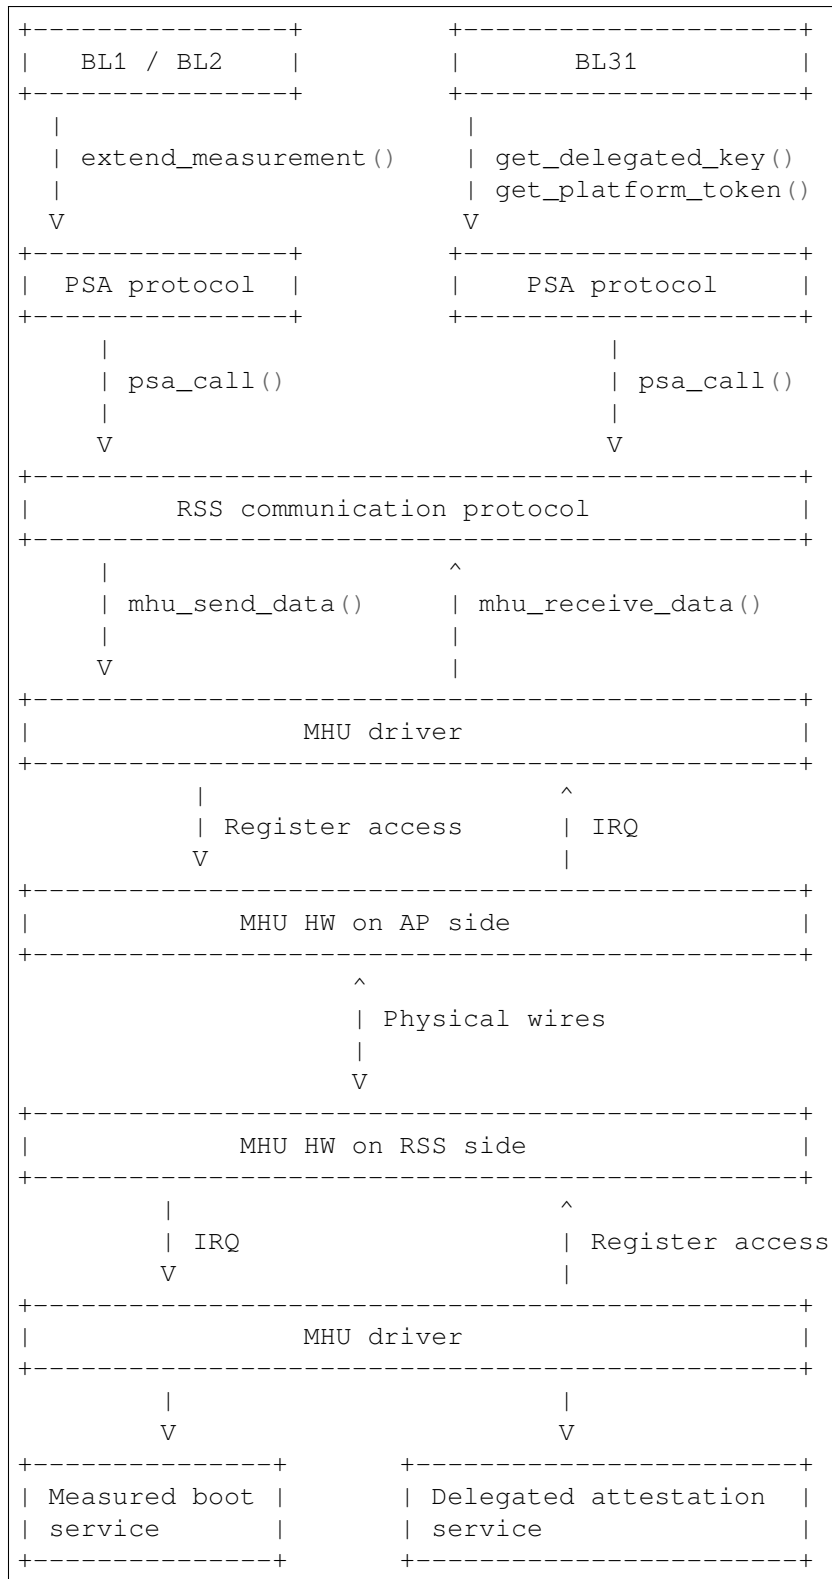 +----------------+         +---------------------+
|   BL1 / BL2    |         |       BL31          |
+----------------+         +---------------------+
  |                         |
  | extend_measurement()    | get_delegated_key()
  |                         | get_platform_token()
  V                         V
+----------------+         +---------------------+
|  PSA protocol  |         |    PSA protocol     |
+----------------+         +---------------------+
     |                               |
     | psa_call()                    | psa_call()
     |                               |
     V                               V
+------------------------------------------------+
|         RSS communication protocol             |
+------------------------------------------------+
     |                     ^
     | mhu_send_data()     | mhu_receive_data()
     |                     |
     V                     |
+------------------------------------------------+
|                 MHU driver                     |
+------------------------------------------------+
           |                      ^
           | Register access      | IRQ
           V                      |
+------------------------------------------------+
|             MHU HW on AP side                  |
+------------------------------------------------+
                     ^
                     | Physical wires
                     |
                     V
+------------------------------------------------+
|             MHU HW on RSS side                 |
+------------------------------------------------+
         |                        ^
         | IRQ                    | Register access
         V                        |
+------------------------------------------------+
|                 MHU driver                     |
+------------------------------------------------+
         |                        |
         V                        V
+---------------+       +------------------------+
| Measured boot |       | Delegated attestation  |
| service       |       | service                |
+---------------+       +------------------------+